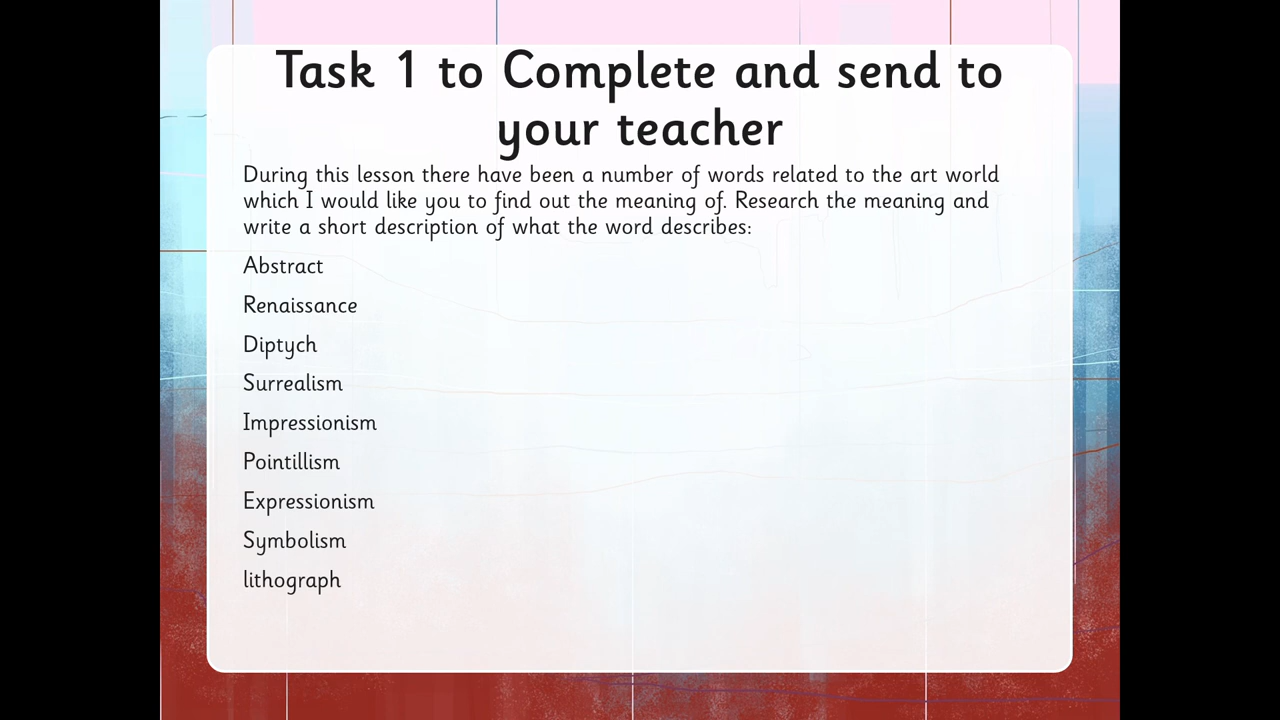 Task 1 to Complete and send to
your teacher
During this lesson there have been a number of words related to the art world
which I would like you to find out the meaning of. Research the meaning and
write a short description of what the word describes:
Abstract
Renaissance
Diptych
Surrealism
Impressionism
Pointillism
Expressionism
Symbolism
lithograph